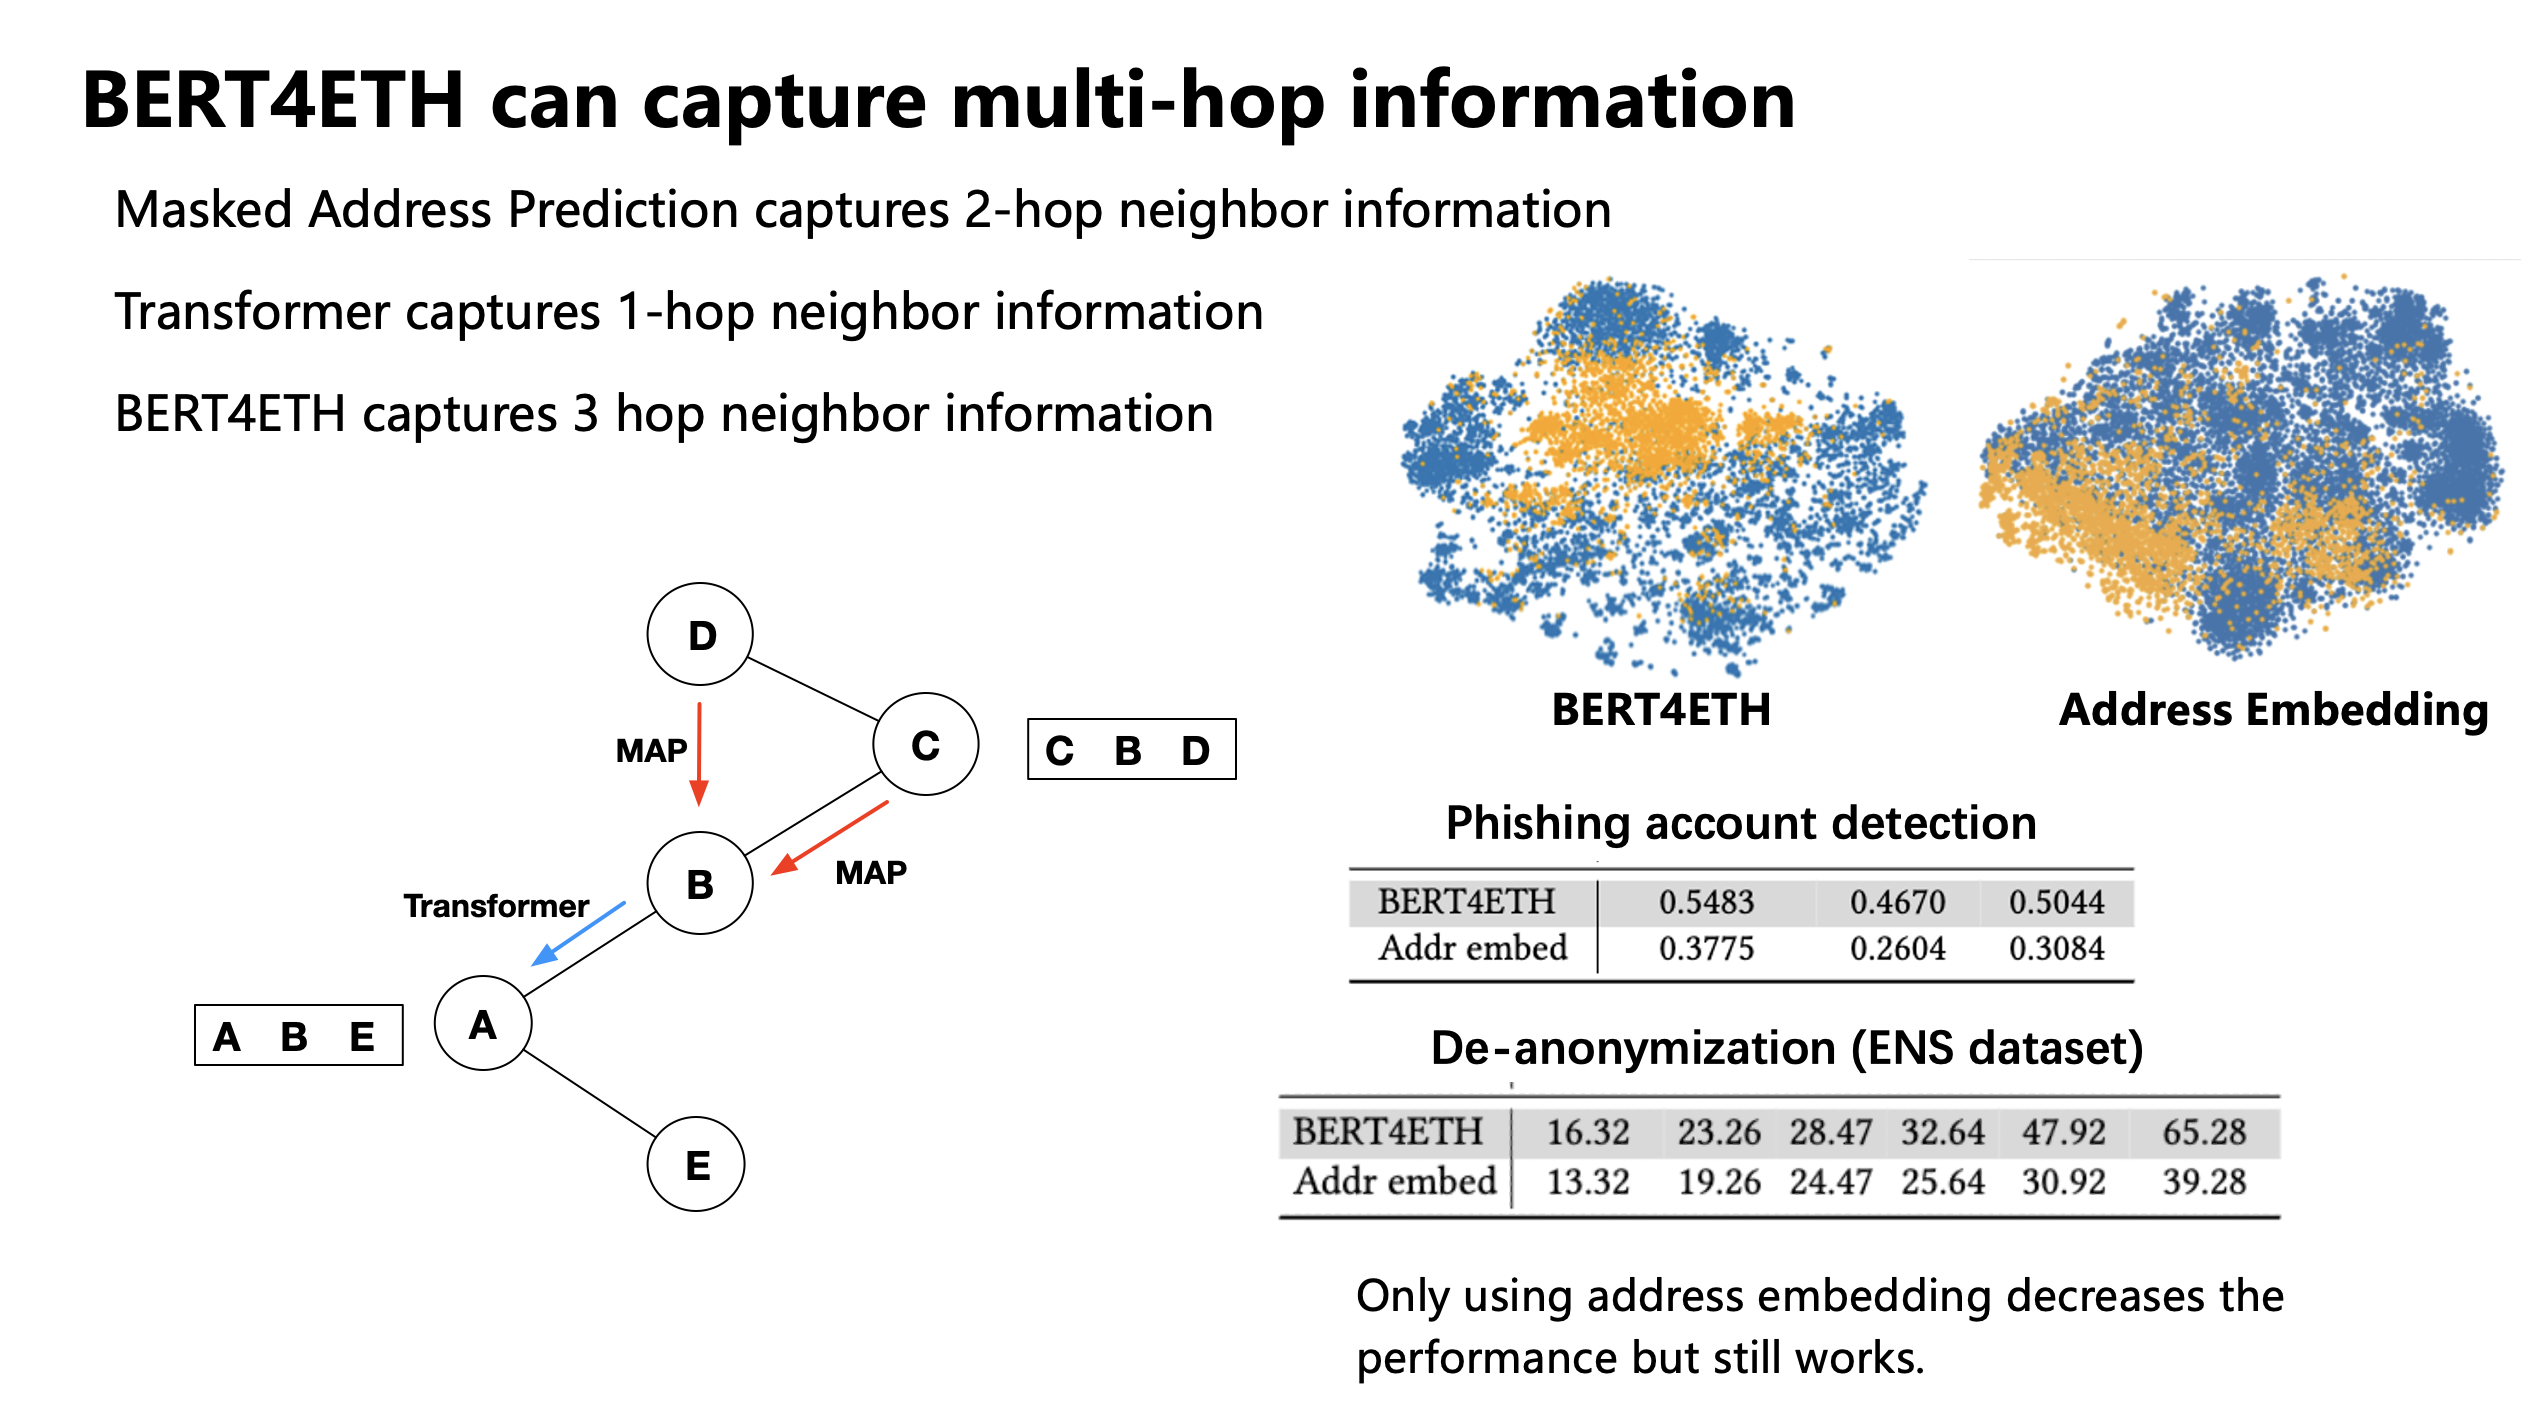 BERT4ETH can capture multi-hop information
Masked Address Prediction captures 2-hop neighbor information
Transformer captures 1-hop neighbor information
BERT4ETH captures 3 hop neighbor information
D
MAP
C
C B D
B
MAP
Transformer
A
A B E
E
BERT4ETH
Address Embedding
Phishing account detection
BERT4ETH 0.5483 0.4670 0.5044
Addr embed 0.3775 0.2604 0.3084
De-anonymization (ENS dataset)
BERT4ETH 16.32 23.26 28.47 32.64 47.92 65.28
Addr embed 13.32 19.26 24.47 25.64 30.92 39.28
Only using address embedding decreases the
performance but still works.